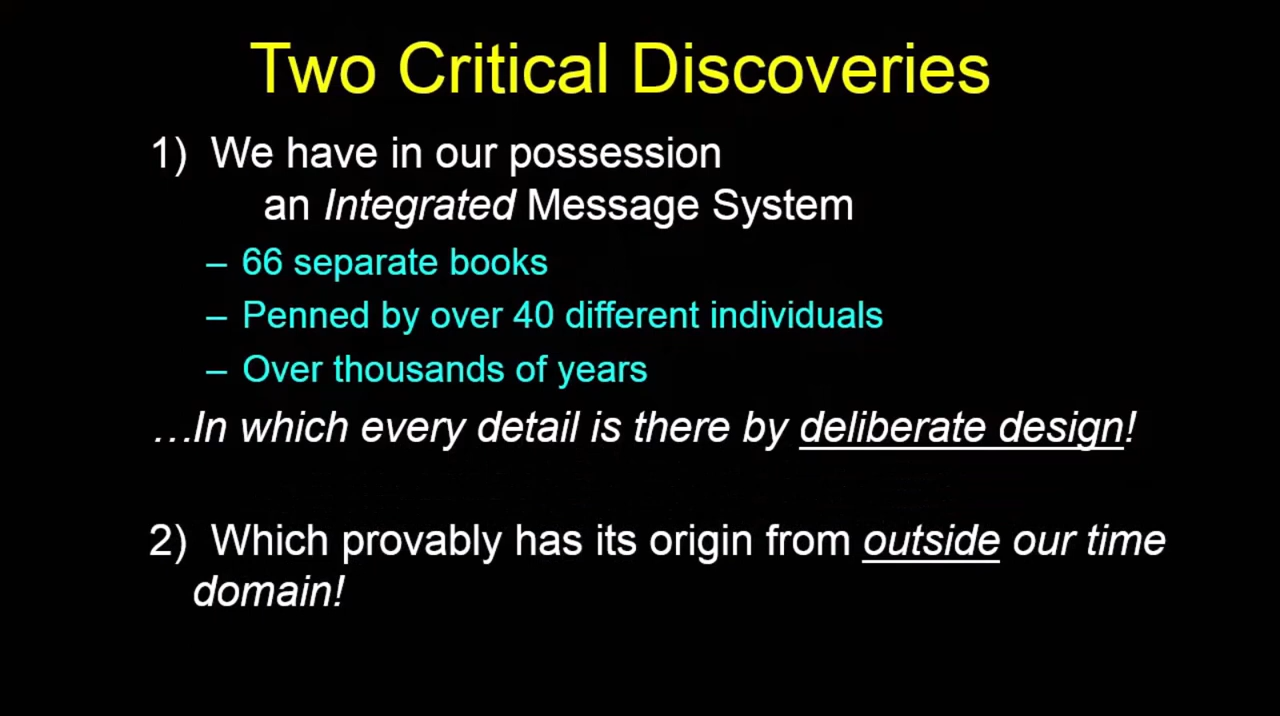 Two Critical Discoveries
1) We have in our possession
an Integrated Message System
– 66 separate books
– Penned by over 40 different individuals
– Over thousands of years
…In which every detail is there by deliberate design!
2) Which provably has its origin from outside our time
domain!